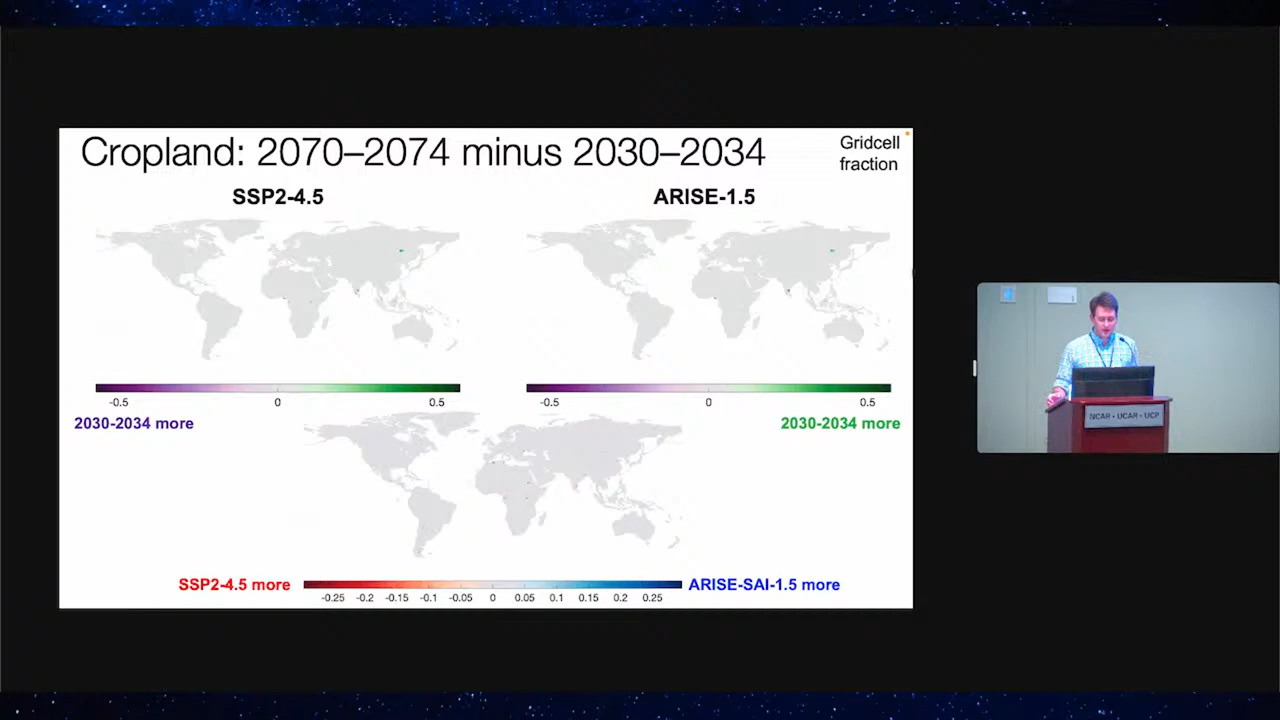 Cropland: 2070–2074 minus 2030–2034
Gridcell
fraction
SSP2-4.5
ARISE-1.5
-0.5 0 0.5
-0.5 0 0.5
2030-2034 more
2030-2034 more
SSP2-4.5 more
-0.25 -0.2 -0.15 -0.1 -0.05 0 0.05 0.1 0.15 0.2 0.25
ARISE-SAI-1.5 more
NCAR • UCAR • UCP